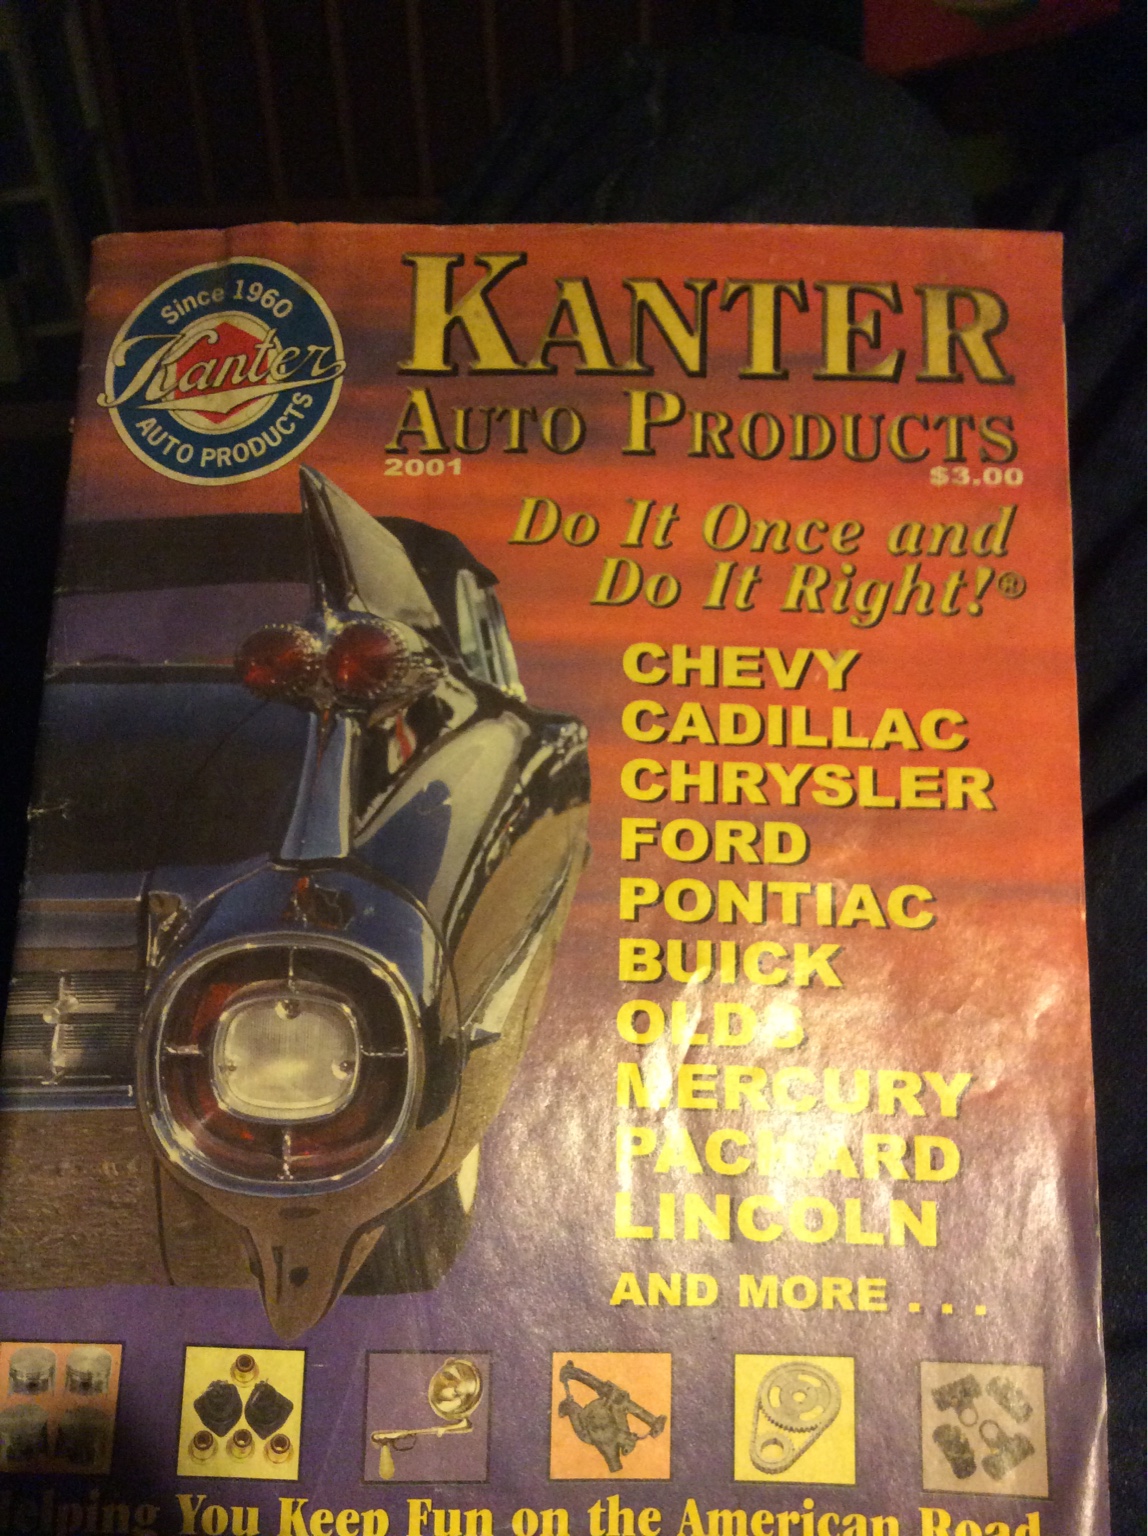 Since 1960
Kanter
AUTO PRODUCTS
KANTER
AUTO PRODUCTS
2001
$3.00
Do It Once and
Do It Right!®
CHEVY
CADILLAC
CHRYSLER
FORD
PONTIAC
BUICK
OLDS
MERCURY
PACKARD
LINCOLN
AND MORE . . .
Helping You Keep Fun on the American Road